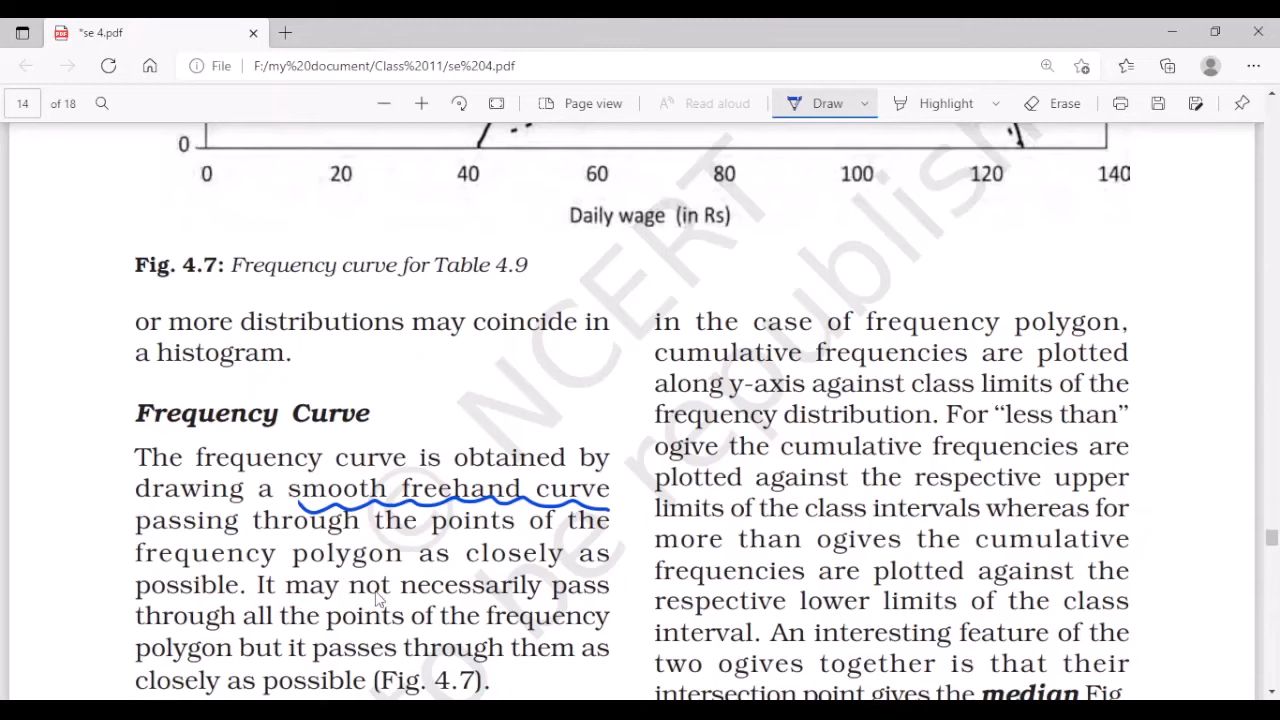 *se 4.pdf
File F:/my%20document/Class%2011/se%204.pdf
14 of 18
Page view
Read aloud
Draw
Highlight
Erase
0
0 20 40 60 80 100 120 140
Daily wage (in Rs)
Fig. 4.7: Frequency curve for Table 4.9
or more distributions may coincide in
a histogram.
Frequency Curve
The frequency curve is obtained by
drawing a smooth freehand curve
passing through the points of the
frequency polygon as closely as
possible. It may not necessarily pass
through all the points of the frequency
polygon but it passes through them as
closely as possible (Fig. 4.7).
in the case of frequency polygon,
cumulative frequencies are plotted
along y-axis against class limits of the
frequency distribution. For “less than”
ogive the cumulative frequencies are
plotted against the respective upper
limits of the class intervals whereas for
more than ogives the cumulative
frequencies are plotted against the
respective lower limits of the class
interval. An interesting feature of the
two ogives together is that their
intersection point gives the median Fig.
© NCERT
to be republish